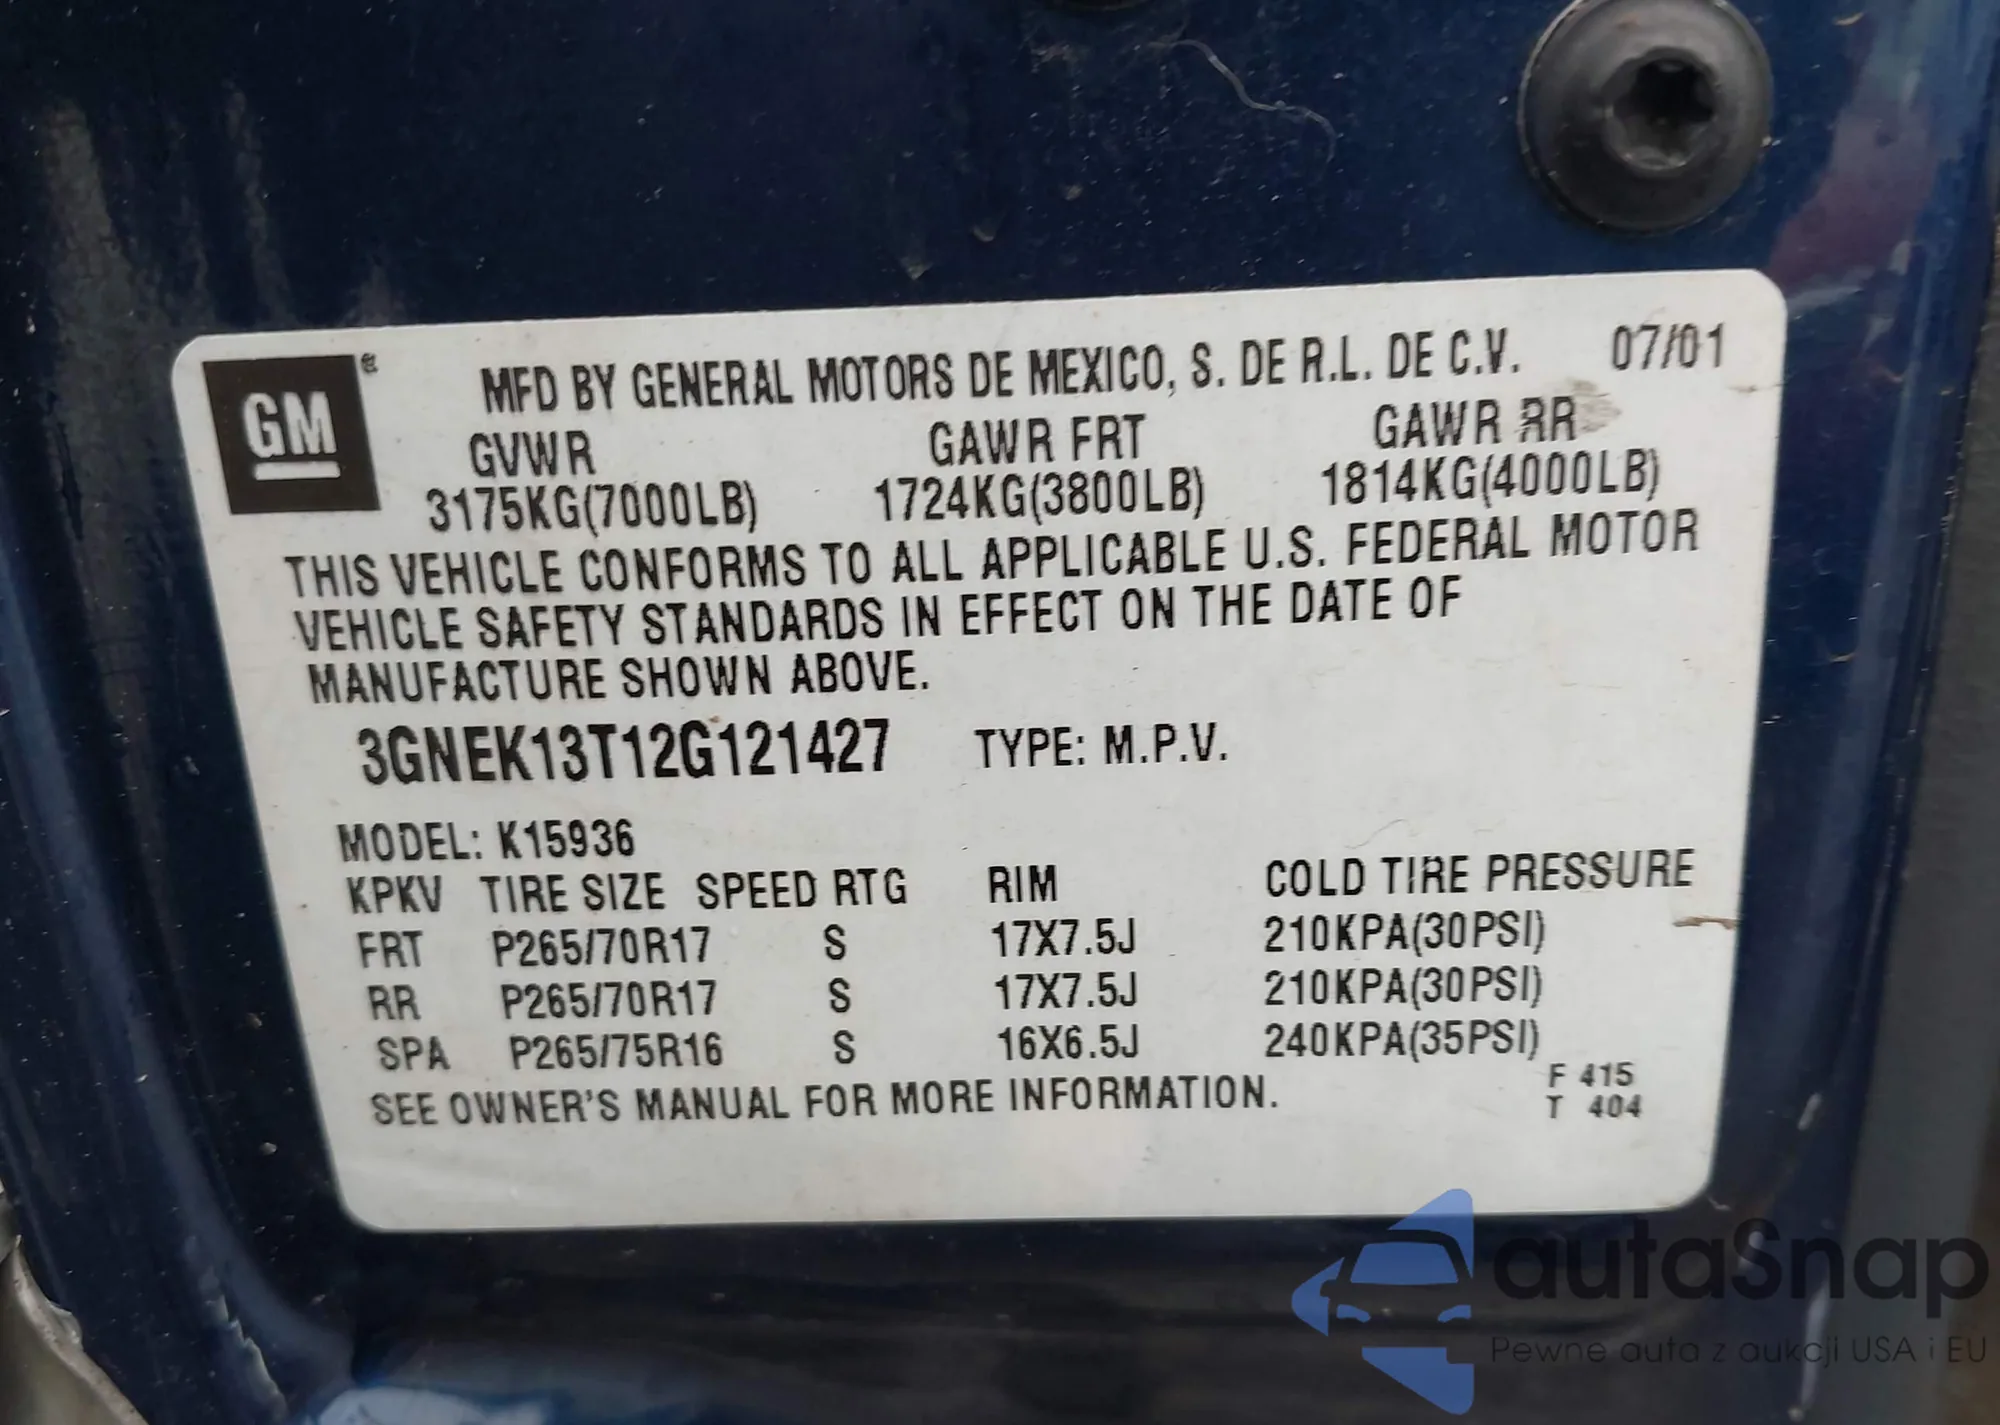 GM ®
MFD BY GENERAL MOTORS DE MEXICO, S. DE R.L. DE C.V. 07/01
GVWR GAWR FRT GAWR RR
3175KG(7000LB) 1724KG(3800LB) 1814KG(4000LB)
THIS VEHICLE CONFORMS TO ALL APPLICABLE U.S. FEDERAL MOTOR
VEHICLE SAFETY STANDARDS IN EFFECT ON THE DATE OF
MANUFACTURE SHOWN ABOVE.
3GNEK13T12G121427 TYPE: M.P.V.
MODEL: K15936
KPKV TIRE SIZE SPEED RTG RIM COLD TIRE PRESSURE
FRT P265/70R17 S 17X7.5J 210KPA(30PSI)
RR P265/70R17 S 17X7.5J 210KPA(30PSI)
SPA P265/75R16 S 16X6.5J 240KPA(35PSI)
SEE OWNER'S MANUAL FOR MORE INFORMATION.
F 415
T 404
autaSnap
Pewne auta z aukcji USA i EU